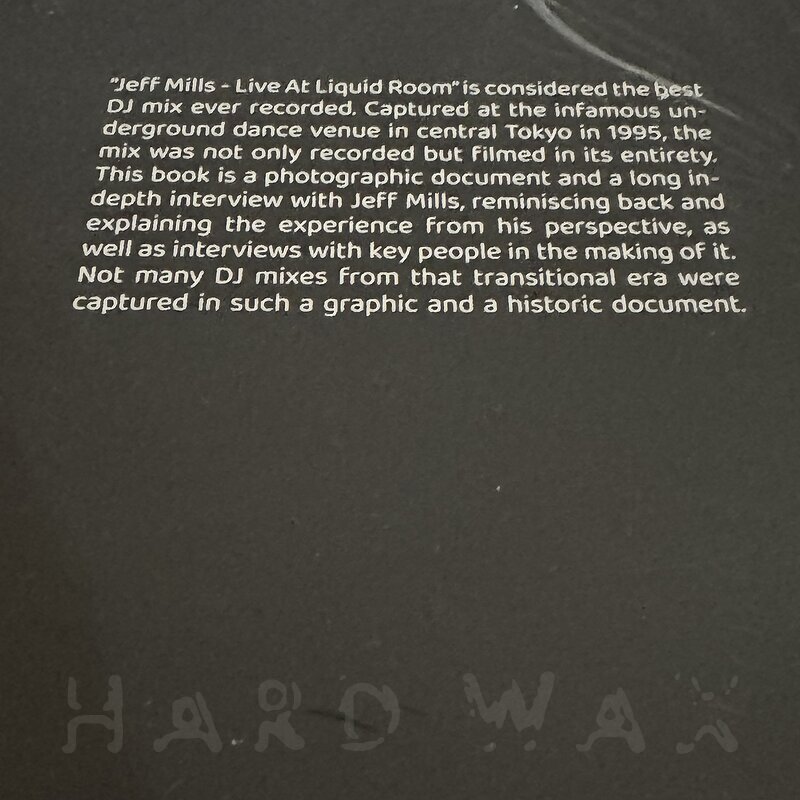 "Jeff Mills - Live At Liquid Room" is considered the best
DJ mix ever recorded. Captured at the infamous un-
derground dance venue in central Tokyo in 1995, the
mix was not only recorded but filmed in its entirety.
This book is a photographic document and a long in-
depth interview with Jeff Mills, reminiscing back and
explaining the experience from his perspective, as
well as interviews with key people in the making of it.
Not many DJ mixes from that transitional era were
captured in such a graphic and a historic document.
HARD WAX